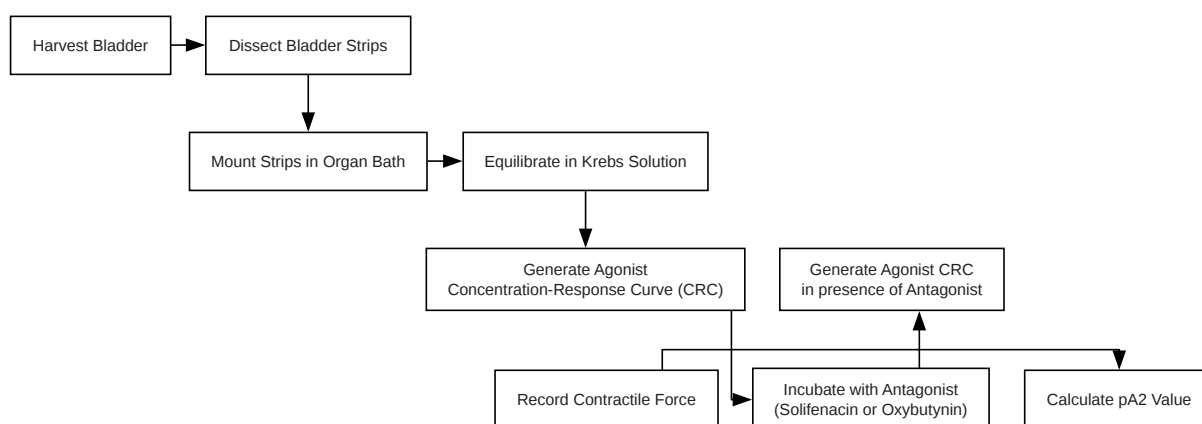 Harvest Bladder
Dissect Bladder Strips
Mount Strips in Organ Bath
Equilibrate in Krebs Solution
Generate Agonist
Concentration-Response Curve (CRC)
Generate Agonist CRC
in presence of Antagonist
Record Contractile Force
Incubate with Antagonist
(Solifenacin or Oxybutynin)
Calculate pA2 Value